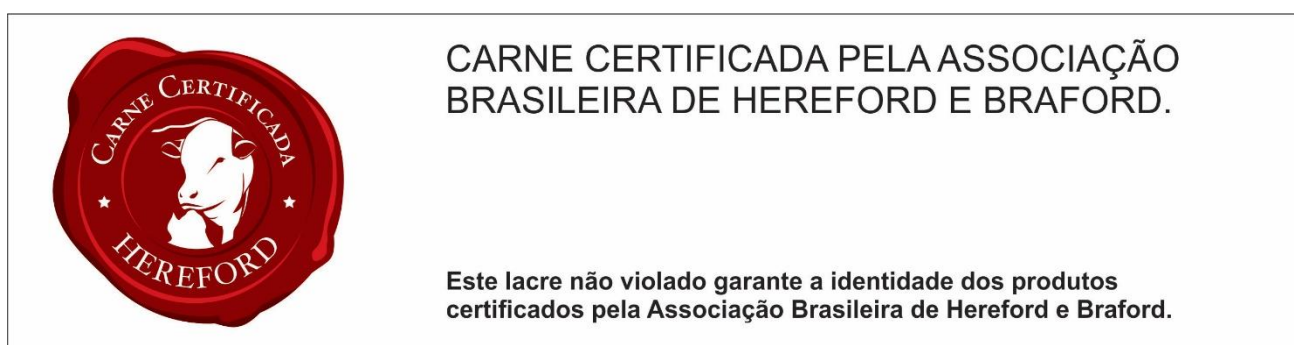 CARNE CERTIFICADA
HEREFORD
CARNE CERTIFICADA PELA ASSOCIAÇÃO
BRASILEIRA DE HEREFORD E BRAFORD.
Este lacre não violado garante a identidade dos produtos
certificados pela Associação Brasileira de Hereford e Braford.